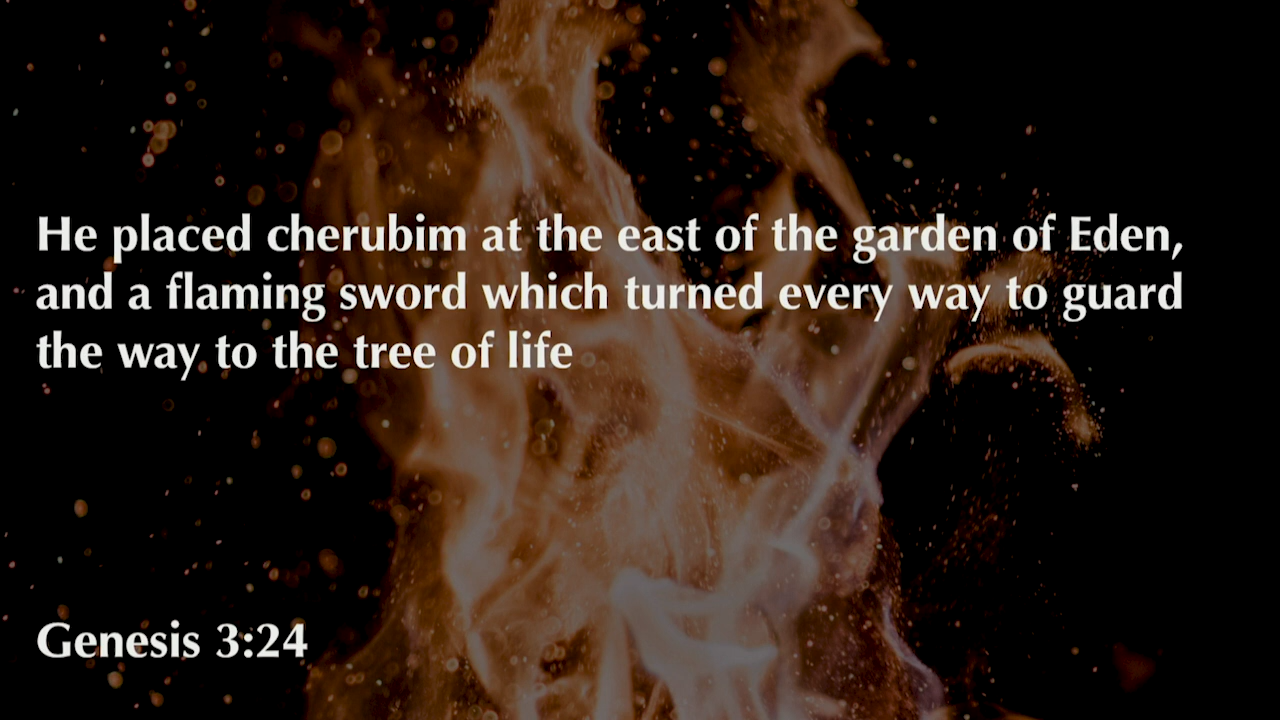 He placed cherubim at the east of the garden of Eden,
and a flaming sword which turned every way to guard
the way to the tree of life
Genesis 3:24